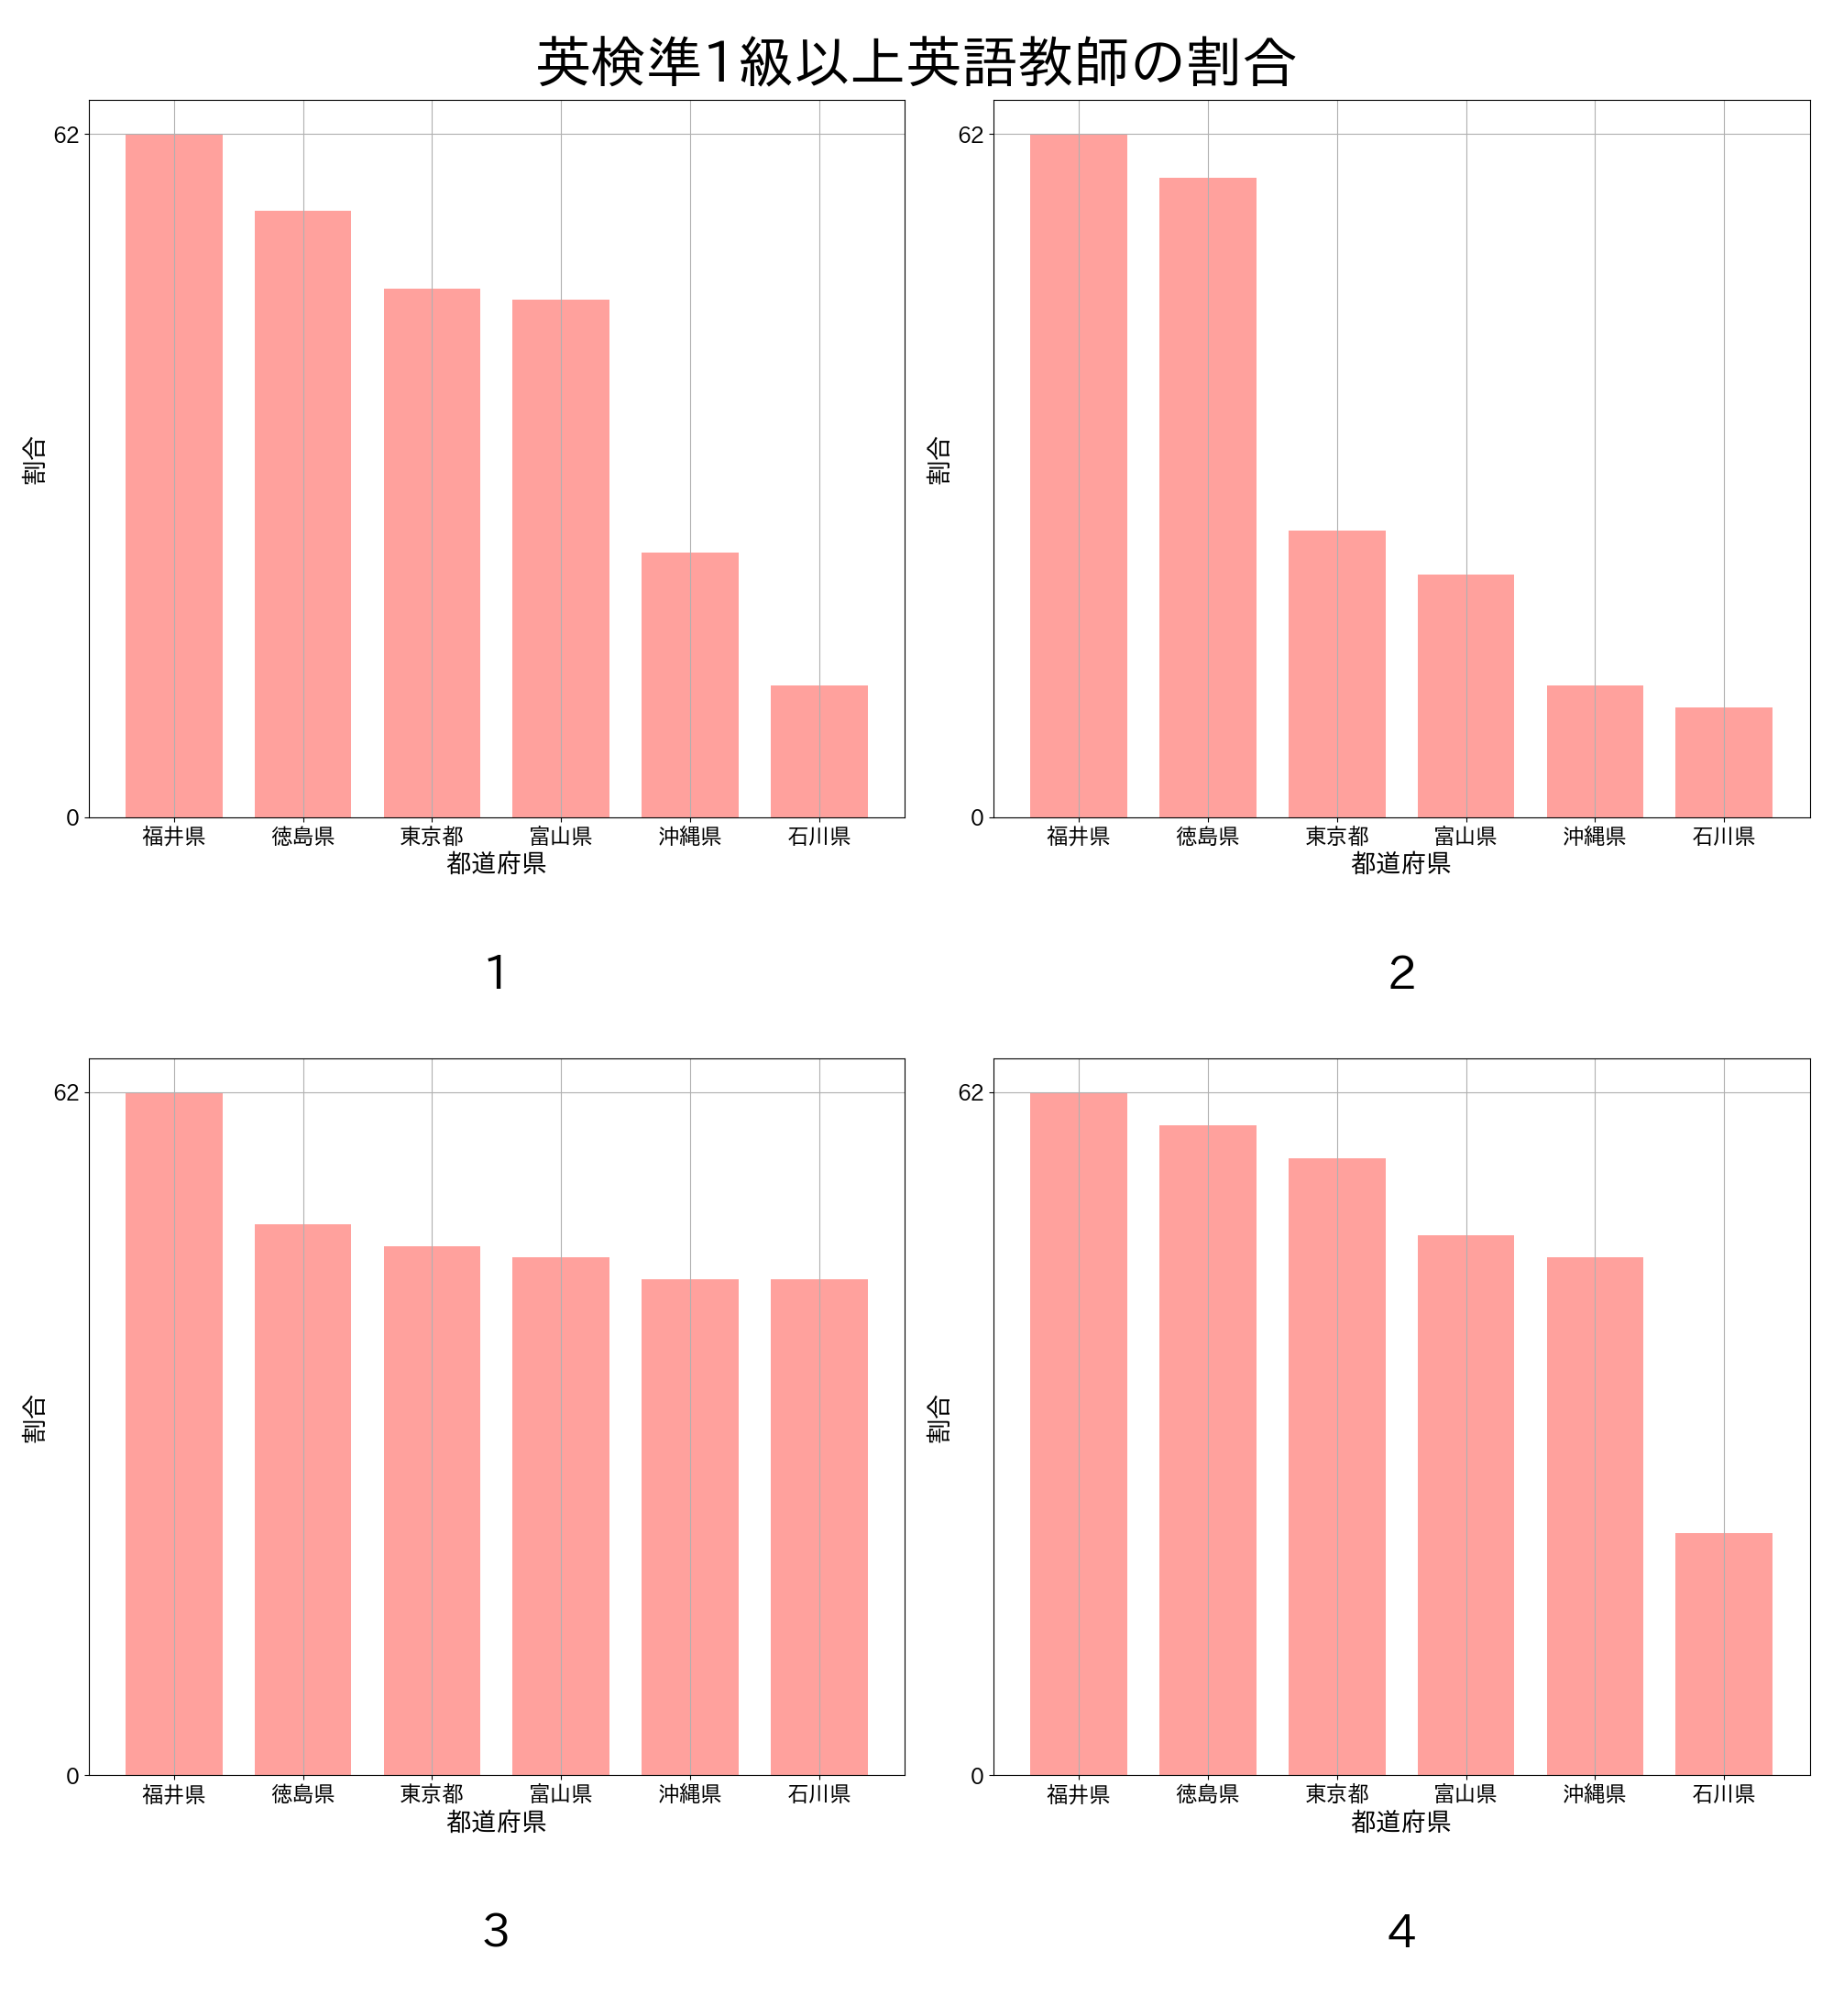 英検準1級以上英語教師の割合
62
0
割合
福井県 徳島県 東京都 富山県 沖縄県 石川県
都道府県
1
62
0
割合
福井県 徳島県 東京都 富山県 沖縄県 石川県
都道府県
2
62
0
割合
福井県 徳島県 東京都 富山県 沖縄県 石川県
都道府県
3
62
0
割合
福井県 徳島県 東京都 富山県 沖縄県 石川県
都道府県
4